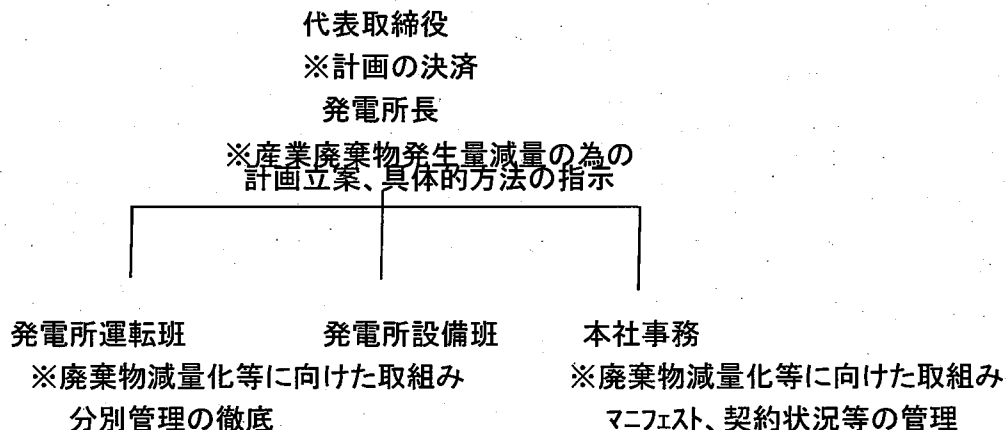 代表取締役
※計画の決済
発電所長
※産業廃棄物発生量減量の為の
計画立案、具体的方法の指示
発電所運転班 発電所設備班 本社事務
※廃棄物減量化等に向けた取組み ※廃棄物減量化等に向けた取組み
分別管理の徹底 マニフェスト、契約状況等の管理